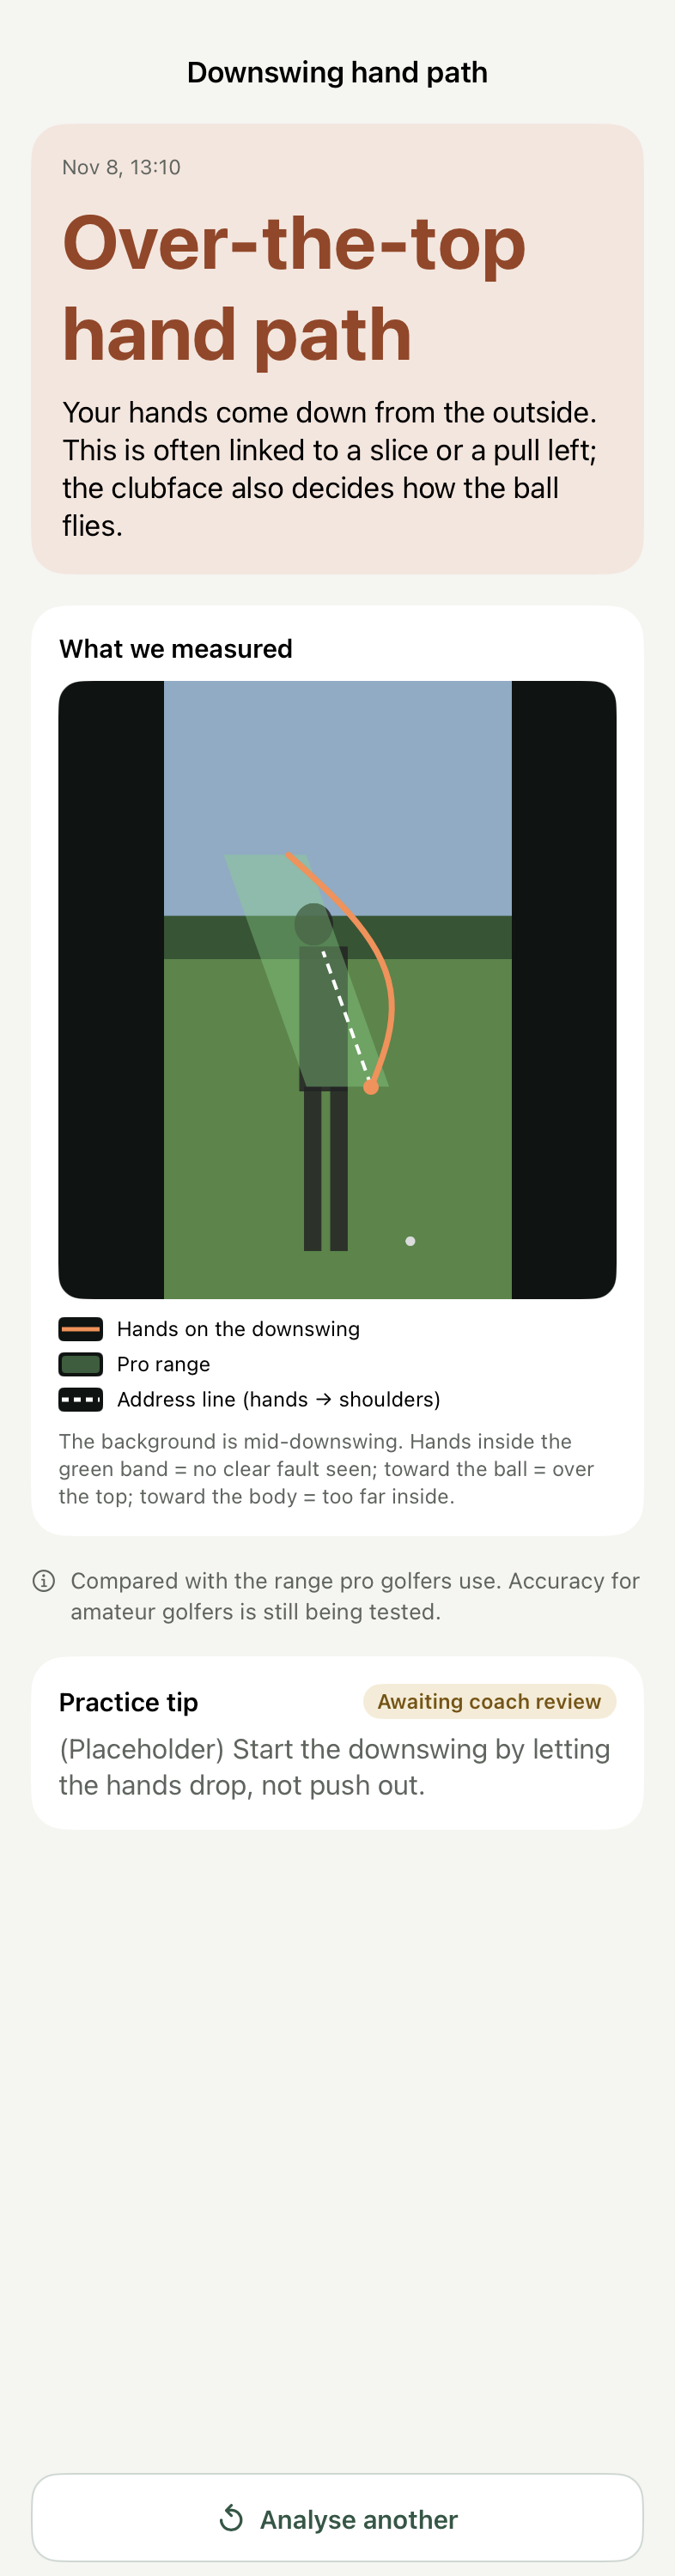 Downswing hand path
Nov 8, 13:10
Over-the-top
hand path
Your hands come down from the outside.
This is often linked to a slice or a pull left;
the clubface also decides how the ball
flies.
What we measured
Hands on the downswing
Pro range
Address line (hands → shoulders)
The background is mid-downswing. Hands inside the
green band = no clear fault seen; toward the ball = over
the top; toward the body = too far inside.
Compared with the range pro golfers use. Accuracy for
amateur golfers is still being tested.
Practice tip
Awaiting coach review
(Placeholder) Start the downswing by letting
the hands drop, not push out.
Analyse another